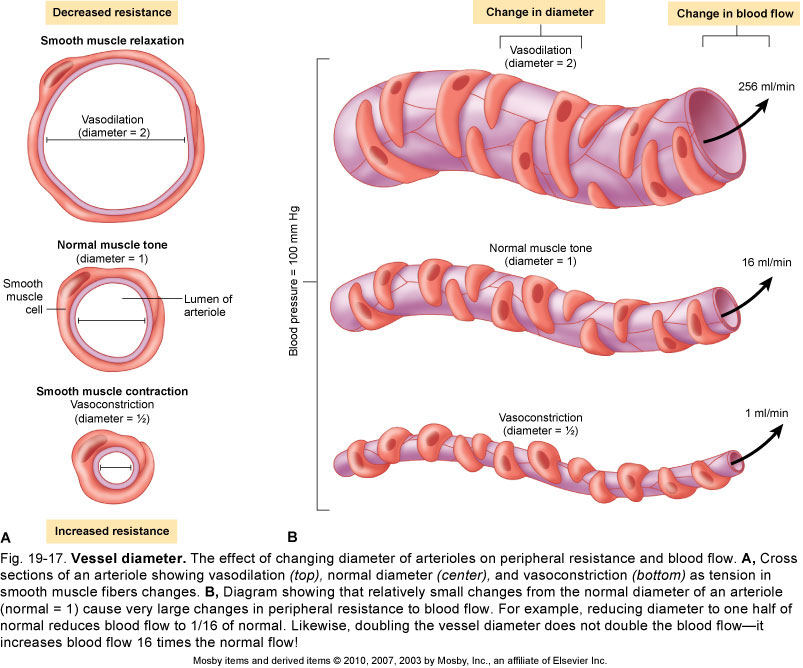 Decreased resistance
Smooth muscle relaxation
Vasodilation
(diameter = 2)
Normal muscle tone
(diameter = 1)
Smooth
muscle
cell
Lumen of
arteriole
Smooth muscle contraction
Vasoconstriction
(diameter = ½)
Increased resistance
A
Change in diameter
Change in blood flow
Vasodilation
(diameter = 2)
256 ml/min
Blood pressure = 100 mm Hg
Normal muscle tone
(diameter = 1)
16 ml/min
Vasoconstriction
(diameter = ½)
1 ml/min
B
Fig. 19-17. Vessel diameter. The effect of changing diameter of arterioles on peripheral resistance and blood flow. A, Cross
sections of an arteriole showing vasodilation (top), normal diameter (center), and vasoconstriction (bottom) as tension in
smooth muscle fibers changes. B, Diagram showing that relatively small changes from the normal diameter of an arteriole
(normal = 1) cause very large changes in peripheral resistance to blood flow. For example, reducing diameter to one half of
normal reduces blood flow to 1/16 of normal. Likewise, doubling the vessel diameter does not double the blood flow—it
increases blood flow 16 times the normal flow!
Mosby items and derived items © 2010, 2007, 2003 by Mosby, Inc., an affiliate of Elsevier Inc.